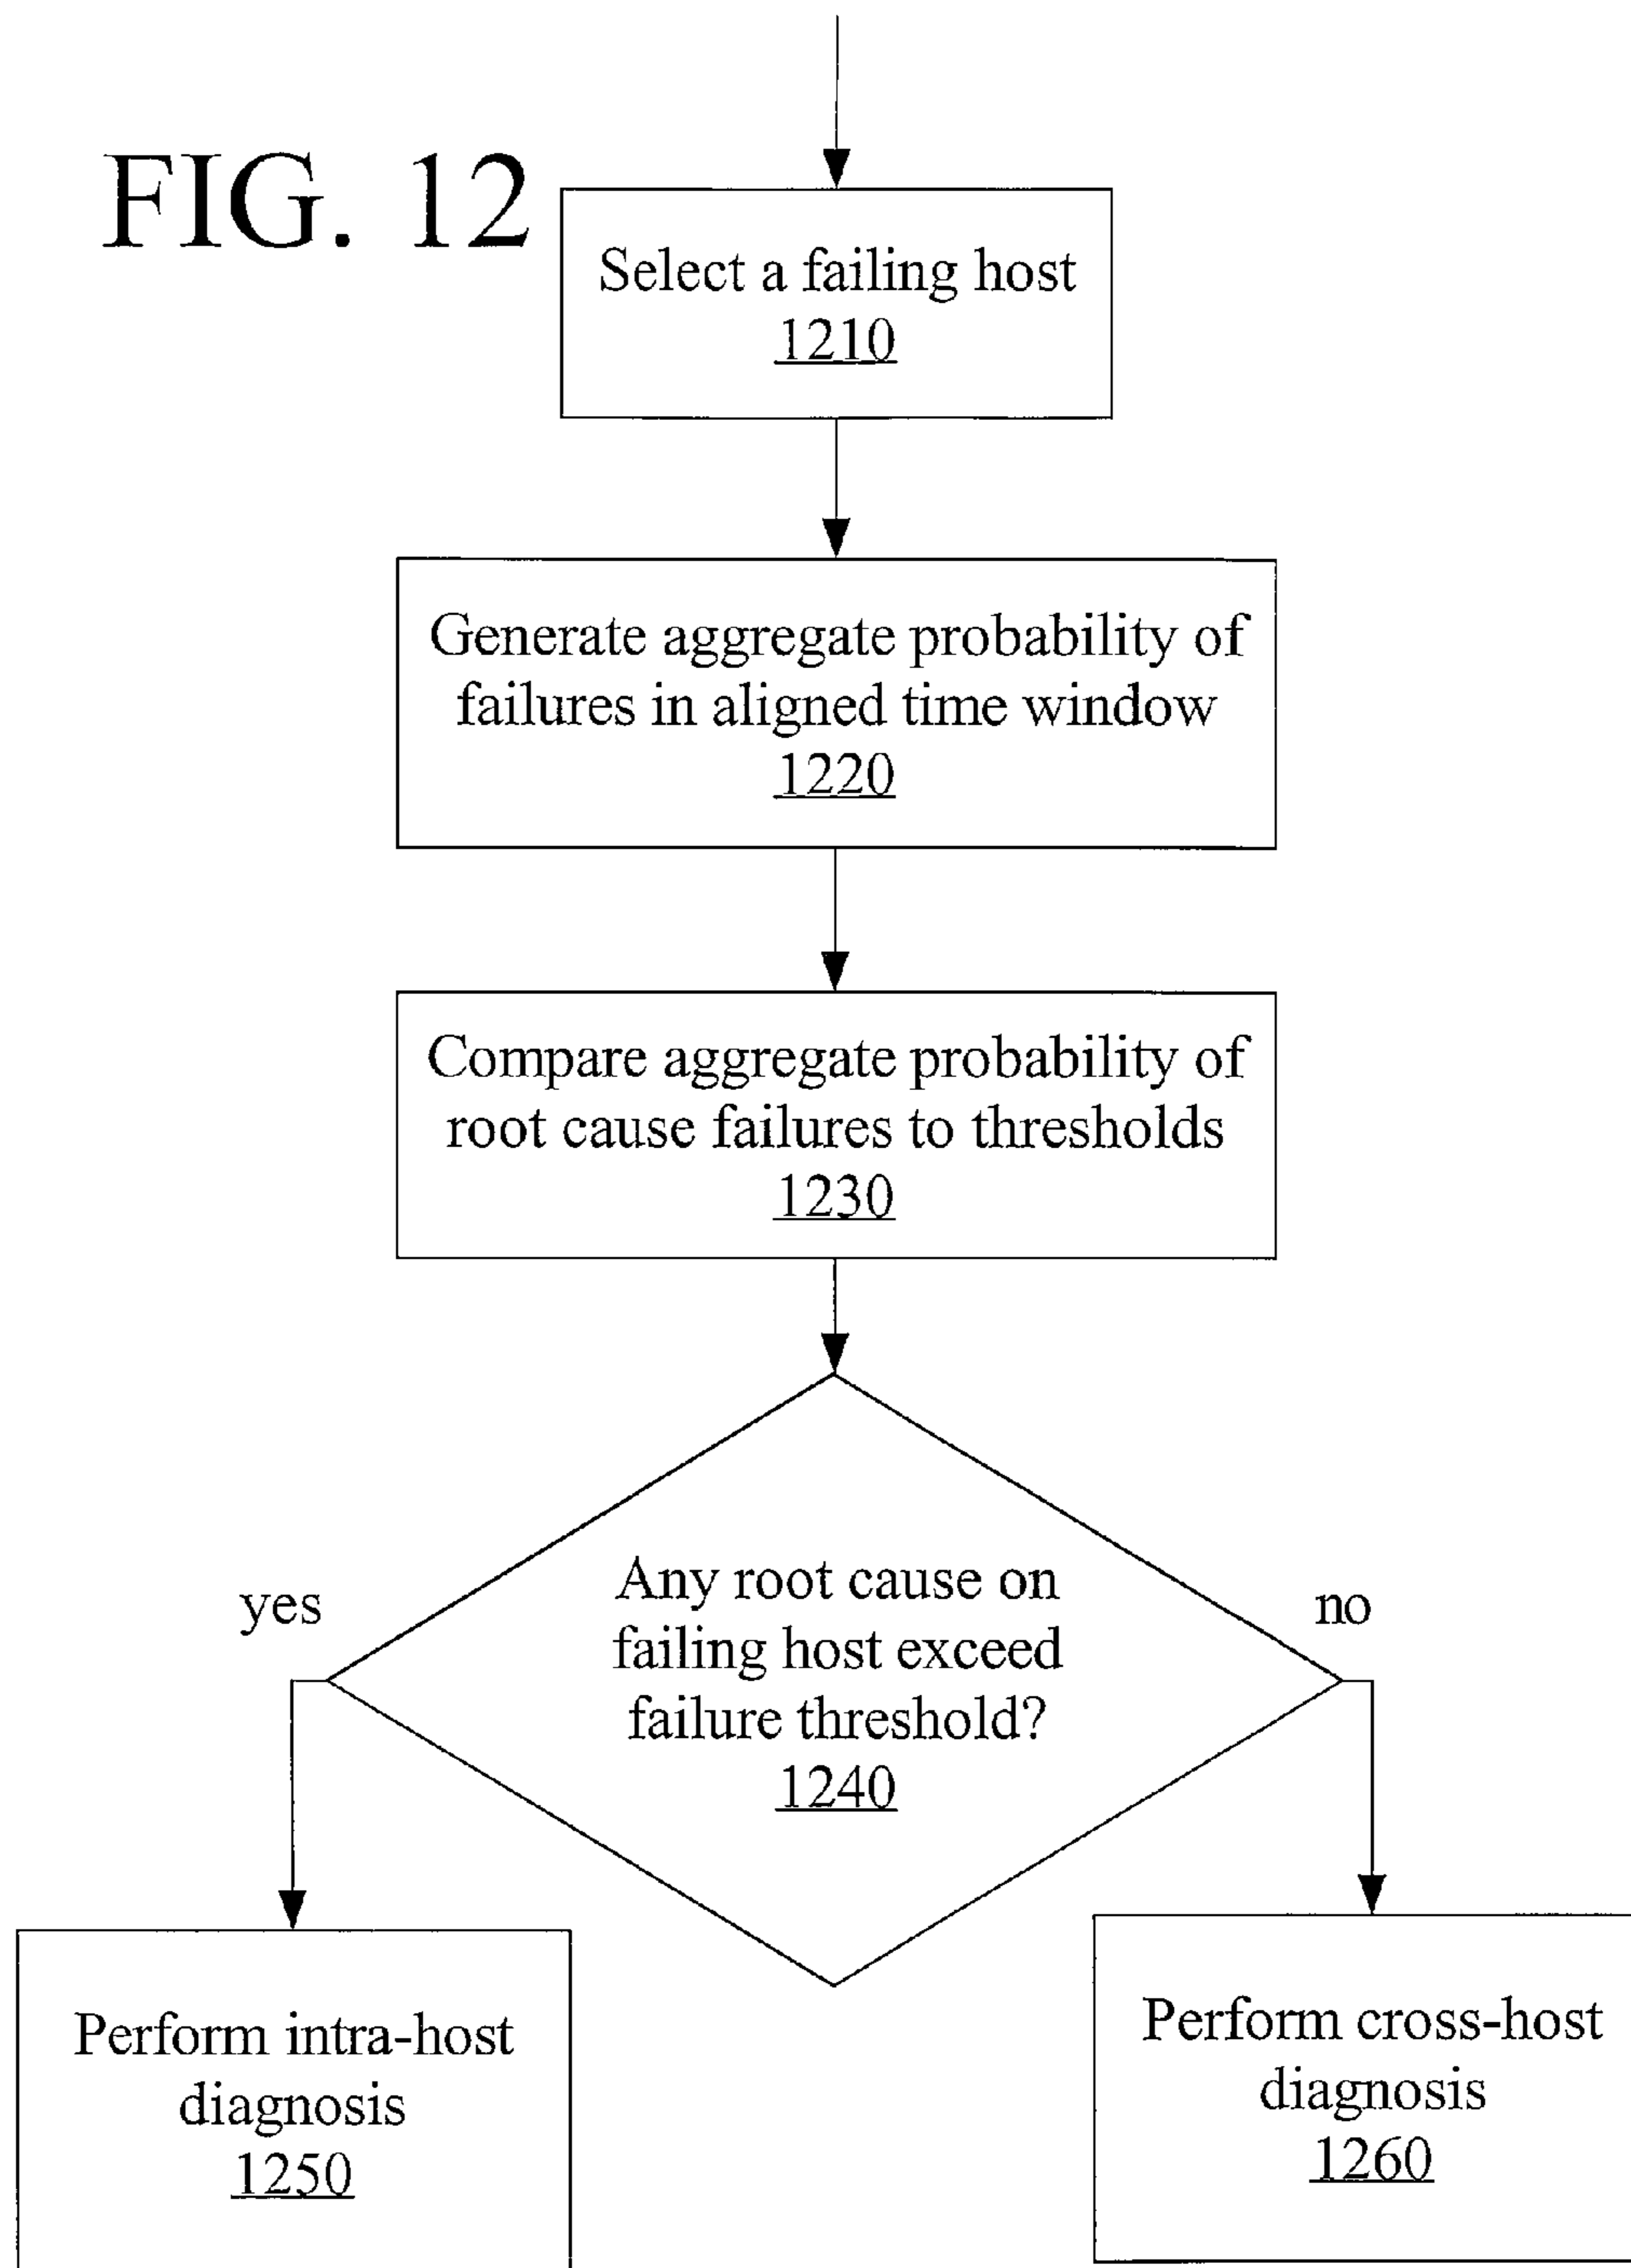 FIG. 12
Select a failing host
1210
Generate aggregate probability of
failures in aligned time window
1220
Compare aggregate probability of
root cause failures to thresholds
1230
Any root cause on
failing host exceed
failure threshold?
1240
yes
no
Perform intra-host
diagnosis
1250
Perform cross-host
diagnosis
1260